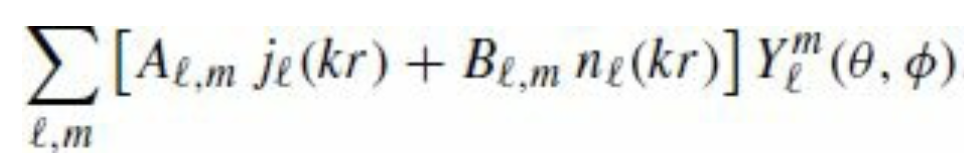 ∑_{ℓ,m} [A_{ℓ,m} j_ℓ(kr) + B_{ℓ,m} n_ℓ(kr)] Y_ℓ^m(θ, ϕ)